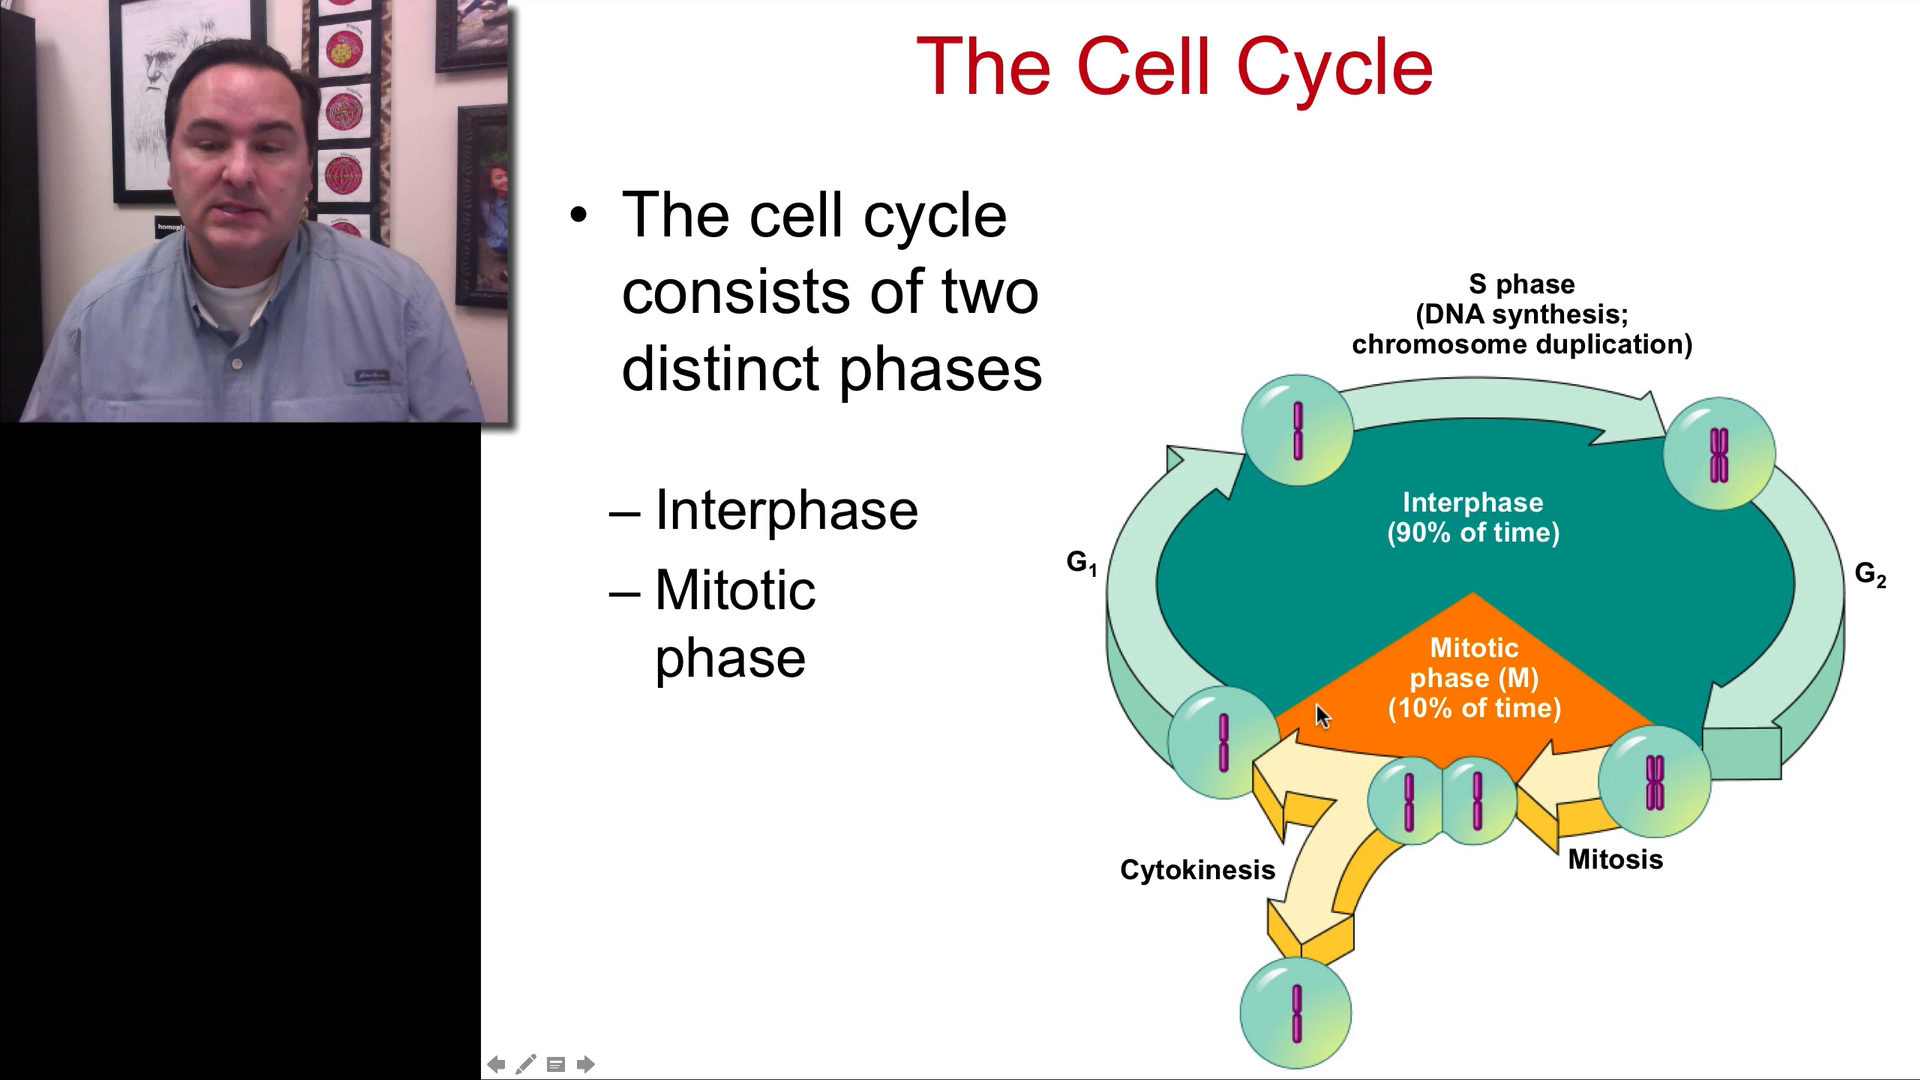 The Cell Cycle
• The cell cycle
consists of two
distinct phases
– Interphase
– Mitotic
phase
S phase
(DNA synthesis;
chromosome duplication)
Interphase
(90% of time)
G₁
G₂
Mitotic
phase (M)
(10% of time)
Cytokinesis
Mitosis